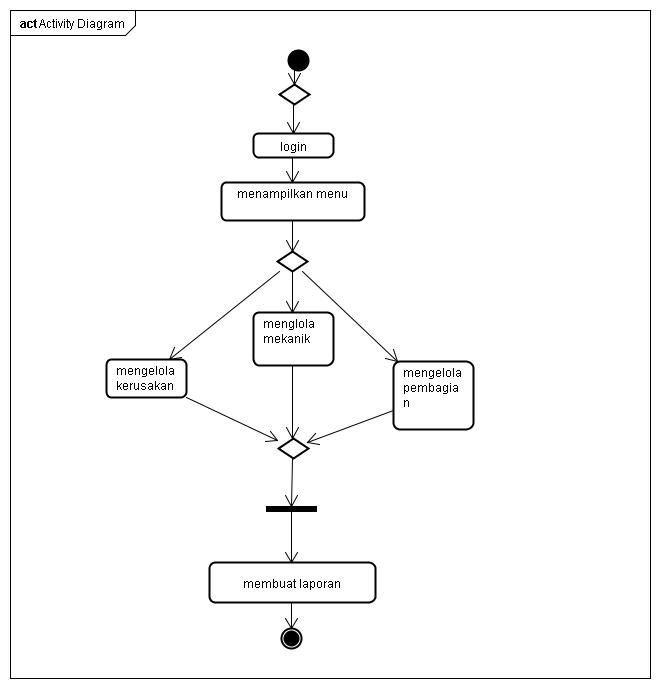 act Activity Diagram
login
menampilkan menu
menglola
mekanik
mengelola
kerusakan
mengelola
pembagia
n
membuat laporan